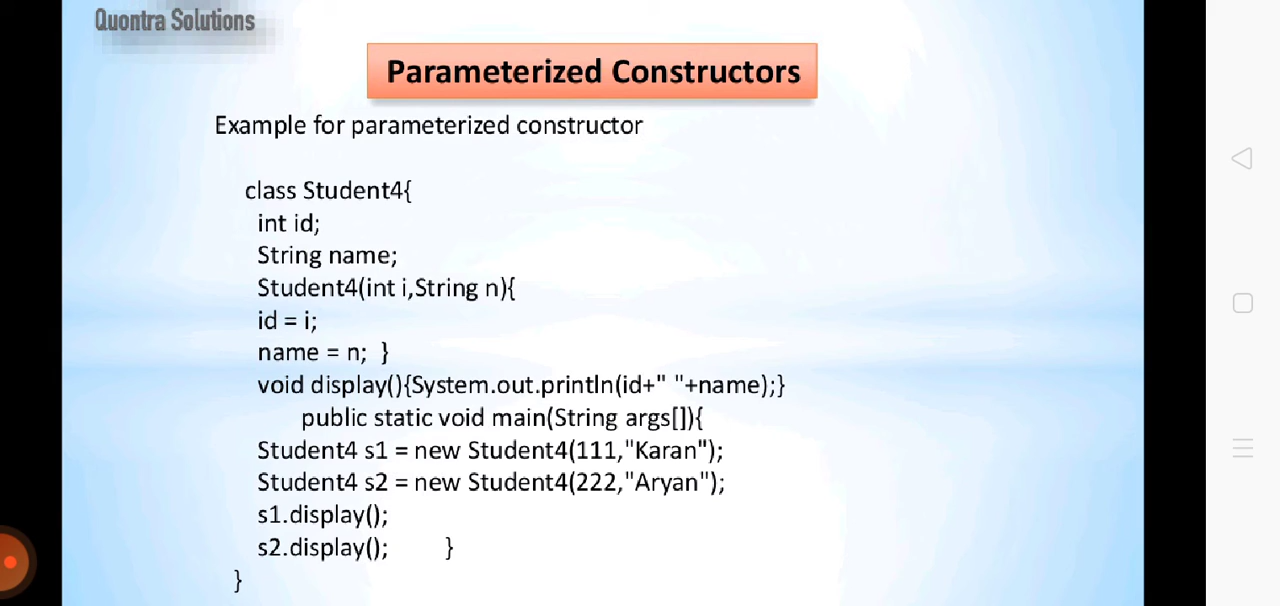 Quontra Solutions
Parameterized Constructors
Example for parameterized constructor
class Student4{
int id;
String name;
Student4(int i,String n){
id = i;
name = n; }
void display(){System.out.println(id+" "+name);}
public static void main(String args[]){
Student4 s1 = new Student4(111,"Karan");
Student4 s2 = new Student4(222,"Aryan");
s1.display();
s2.display(); }
}